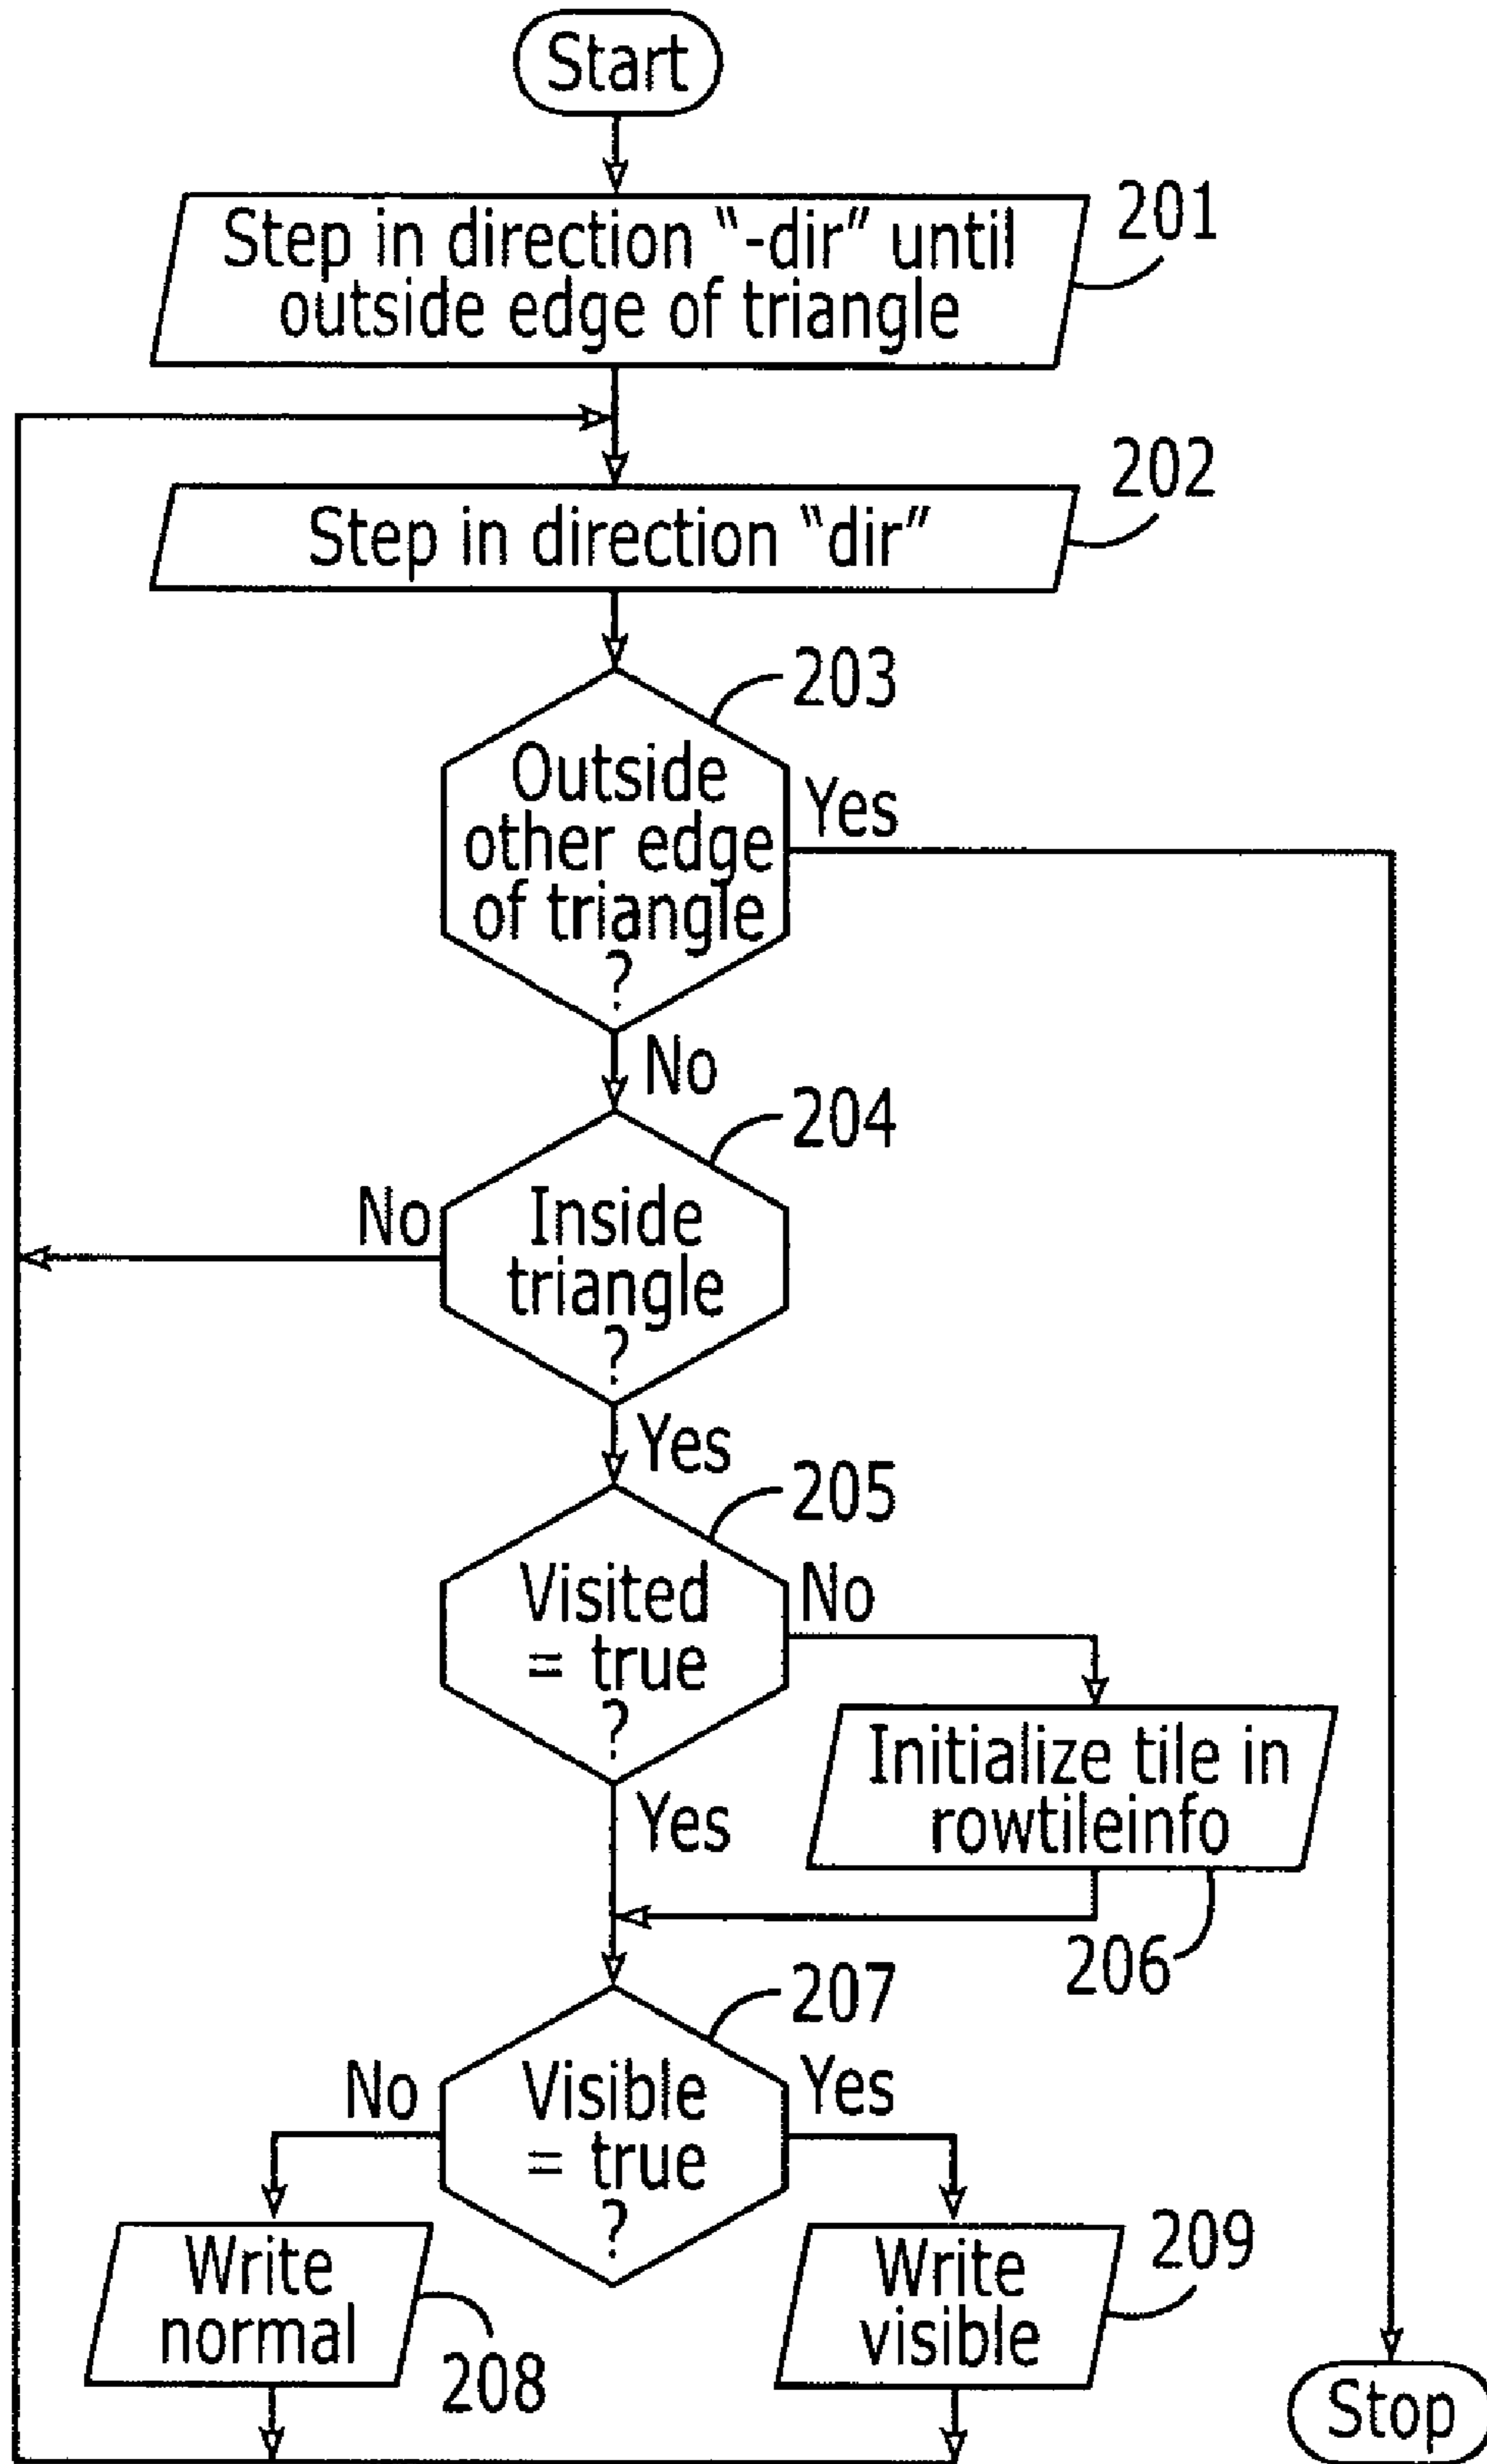 Start
Step in direction “-dir” until
outside edge of triangle
201
Step in direction “dir”
202
203
Outside
other edge
of triangle
?
Yes
No
204
Inside
triangle
?
No
Yes
205
Visited
= true
?
No
Yes
Initialize tile in
rowtileinfo
206
207
Visible
= true
?
No
Yes
Write
normal
208
Write
visible
209
Stop